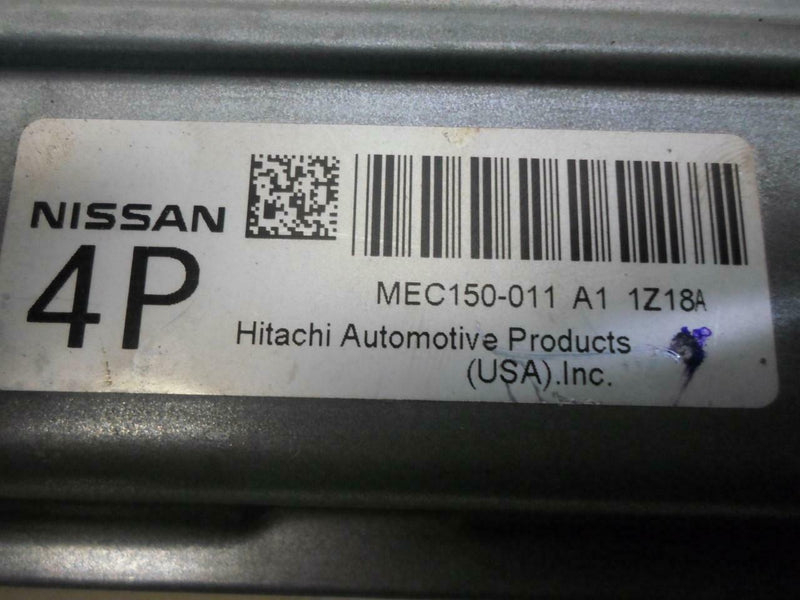 NISSAN
4P
MEC150-011 A1 1Z18A
Hitachi Automotive Products
(USA).Inc.